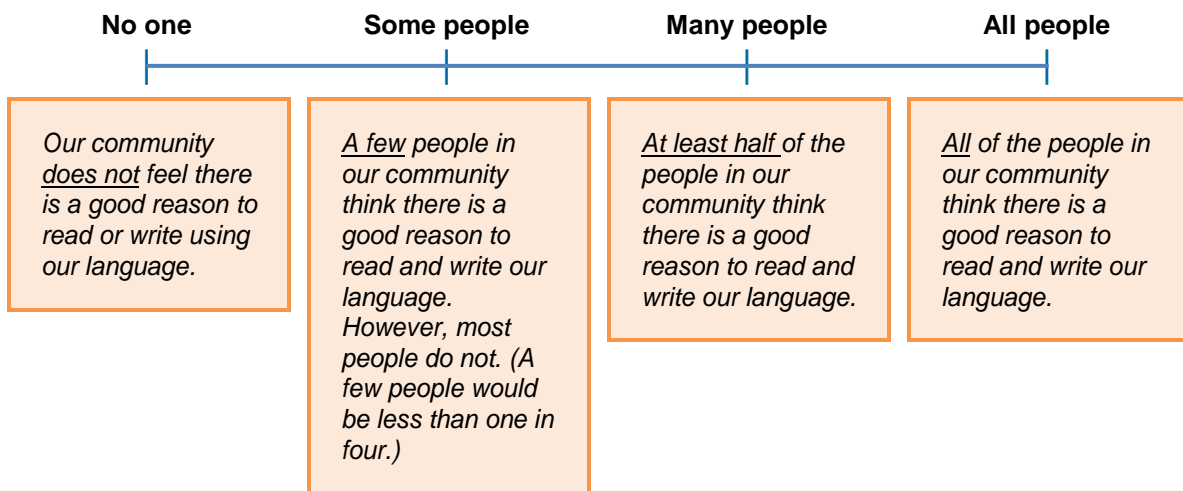 No one
Some people
Many people
All people
Our community
does not feel there
is a good reason to
read or write using
our language.
A few people in
our community
think there is a
good reason to
read and write our
language.
However, most
people do not. (A
few people would
be less than one in
four.)
At least half of the
people in our
community think
there is a good
reason to read and
write our language.
All of the people in
our community
think there is a
good reason to
read and write our
language.